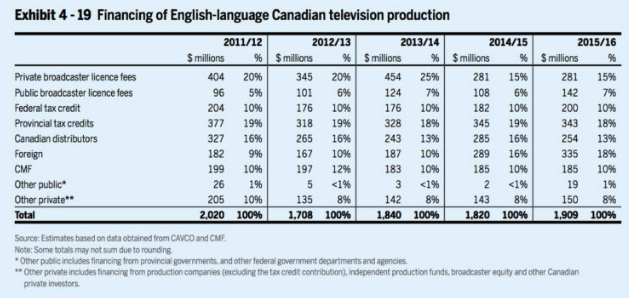 Exhibit 4 - 19 Financing of English-language Canadian television production
2011/12 2012/13 2013/14 2014/15 2015/16
$ millions % $ millions % $ millions % $ millions % $ millions %
Private broadcaster licence fees 404 20% 345 20% 454 25% 281 15% 281 15%
Public broadcaster licence fees 96 5% 101 6% 124 7% 108 6% 142 7%
Federal tax credit 204 10% 176 10% 176 10% 182 10% 200 10%
Provincial tax credits 377 19% 318 19% 328 18% 345 19% 343 18%
Canadian distributors 327 16% 265 16% 243 13% 285 16% 254 13%
Foreign 182 9% 167 10% 187 10% 289 16% 335 18%
CMF 199 10% 197 12% 183 10% 185 10% 185 10%
Other public* 26 1% 5 <1% 3 <1% 2 <1% 19 1%
Other private** 205 10% 135 8% 142 8% 143 8% 150 8%
Total 2,020 100% 1,708 100% 1,840 100% 1,820 100% 1,909 100%
Source: Estimates based on data obtained from CAVCO and CMF.
Note: Some totals may not sum due to rounding.
* Other public includes financing from provincial governments, and other federal government departments and agencies.
** Other private includes financing from production companies (excluding the tax credit contribution), independent production funds, broadcaster equity and other Canadian
private investors.